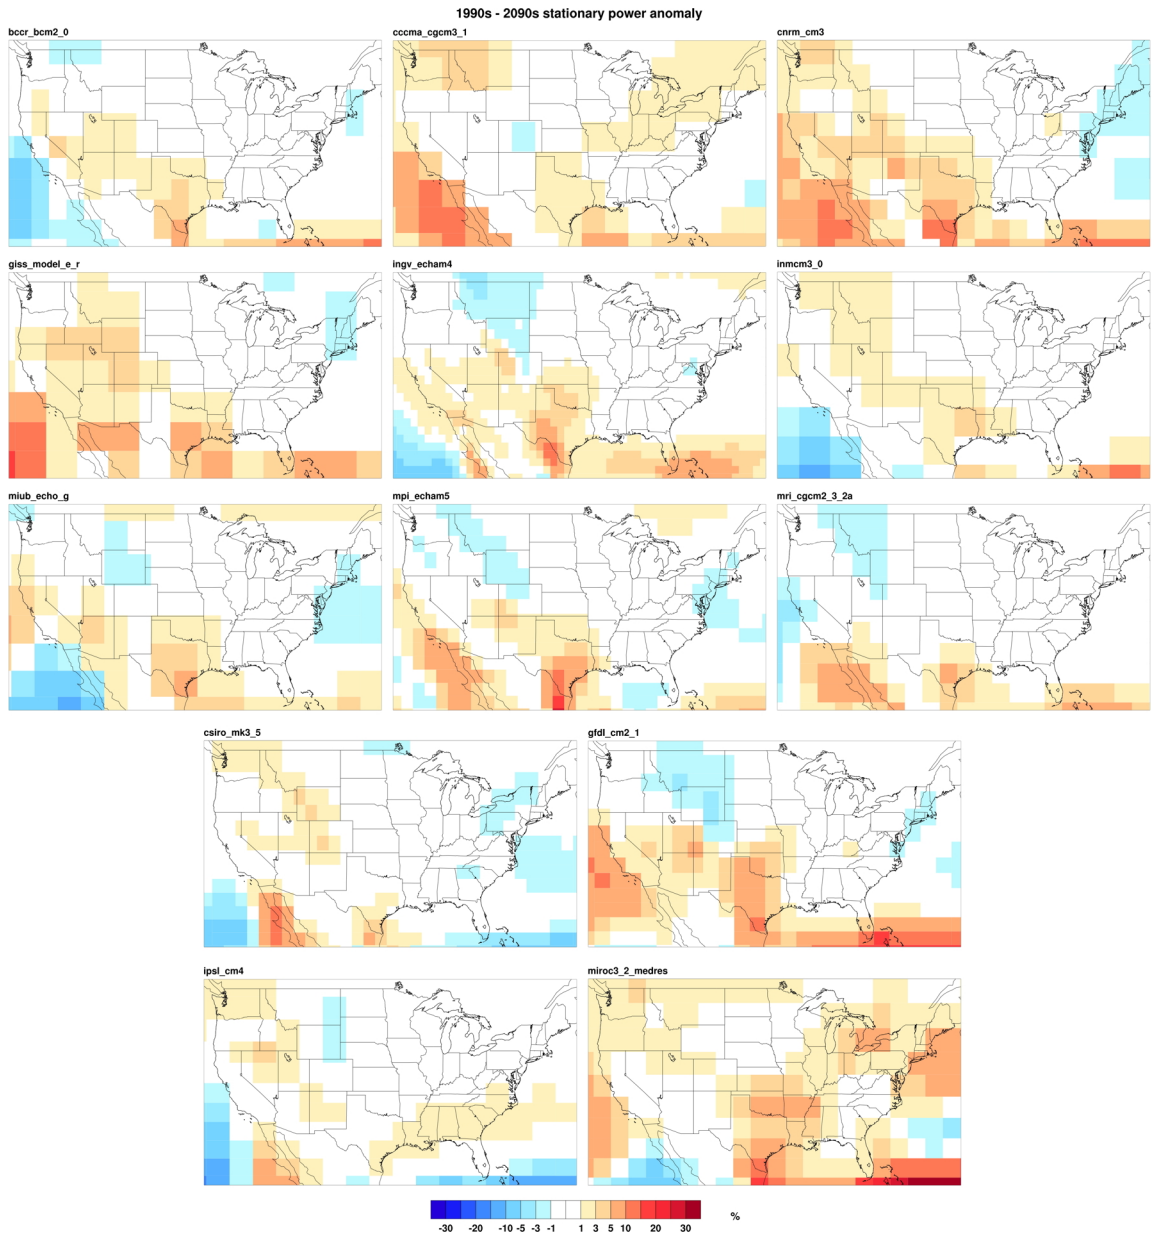 1990s - 2090s stationary power anomaly
bccr_bcm2_0
cccma_cgcm3_1
cnrm_cm3
giss_model_e_r
ingv_echam4
inmcm3_0
miub_echo_g
mpi_echam5
mri_cgcm2_3_2a
csiro_mk3_5
gfdl_cm2_1
ipsl_cm4
miroc3_2_medres
-30 -20 -10 -5 -3 -1 1 3 5 10 20 30 %